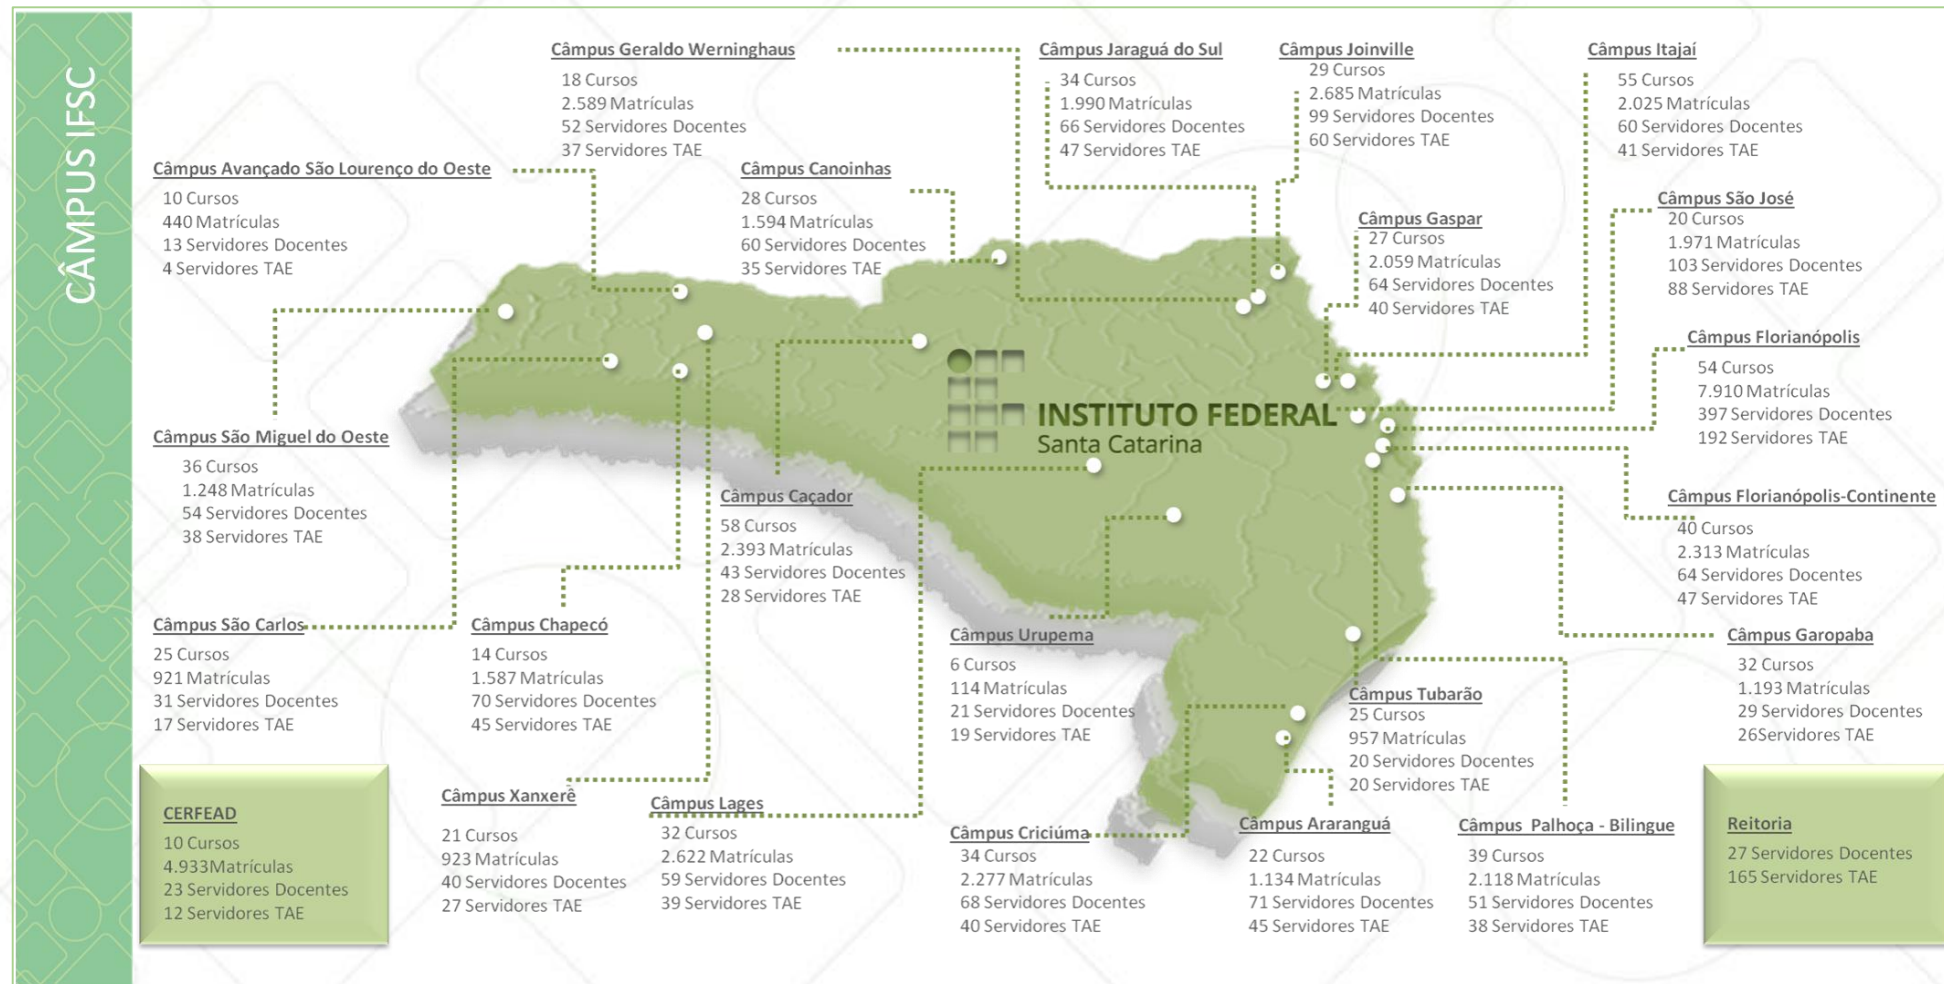 CÂMPUS IFSC
Câmpus Geraldo Werninghaus
18 Cursos
2.589 Matrículas
52 Servidores Docentes
37 Servidores TAE
Câmpus Jaraguá do Sul
34 Cursos
1.990 Matrículas
66 Servidores Docentes
47 Servidores TAE
Câmpus Joinville
29 Cursos
2.685 Matrículas
99 Servidores Docentes
60 Servidores TAE
Câmpus Itajaí
55 Cursos
2.025 Matrículas
60 Servidores Docentes
41 Servidores TAE
Câmpus Avançado São Lourenço do Oeste
10 Cursos
440 Matrículas
13 Servidores Docentes
4 Servidores TAE
Câmpus Canoinhas
28 Cursos
1.594 Matrículas
60 Servidores Docentes
35 Servidores TAE
Câmpus Gaspar
27 Cursos
2.059 Matrículas
64 Servidores Docentes
40 Servidores TAE
Câmpus São José
20 Cursos
1.971 Matrículas
103 Servidores Docentes
88 Servidores TAE
Câmpus Florianópolis
54 Cursos
7.910 Matrículas
397 Servidores Docentes
192 Servidores TAE
INSTITUTO FEDERAL
Santa Catarina
Câmpus São Miguel do Oeste
36 Cursos
1.248 Matrículas
54 Servidores Docentes
38 Servidores TAE
Câmpus Caçador
58 Cursos
2.393 Matrículas
43 Servidores Docentes
28 Servidores TAE
Câmpus Florianópolis-Continente
40 Cursos
2.313 Matrículas
64 Servidores Docentes
47 Servidores TAE
Câmpus São Carlos
25 Cursos
921 Matrículas
31 Servidores Docentes
17 Servidores TAE
Câmpus Chapecó
14 Cursos
1.587 Matrículas
70 Servidores Docentes
45 Servidores TAE
Câmpus Urupema
6 Cursos
114 Matrículas
21 Servidores Docentes
19 Servidores TAE
Câmpus Tubarão
25 Cursos
957 Matrículas
20 Servidores Docentes
20 Servidores TAE
Câmpus Garopaba
32 Cursos
1.193 Matrículas
29 Servidores Docentes
26Servidores TAE
CERFEAD
10 Cursos
4.933Matrículas
23 Servidores Docentes
12 Servidores TAE
Câmpus Xanxerê
21 Cursos
923 Matrículas
40 Servidores Docentes
27 Servidores TAE
Câmpus Lages
32 Cursos
2.622 Matrículas
59 Servidores Docentes
39 Servidores TAE
Câmpus Criciúma
34 Cursos
2.277 Matrículas
68 Servidores Docentes
40 Servidores TAE
Câmpus Araranguá
22 Cursos
1.134 Matrículas
71 Servidores Docentes
45 Servidores TAE
Câmpus Palhoça - Bilingue
39 Cursos
2.118 Matrículas
51 Servidores Docentes
38 Servidores TAE
Reitoria
27 Servidores Docentes
165 Servidores TAE